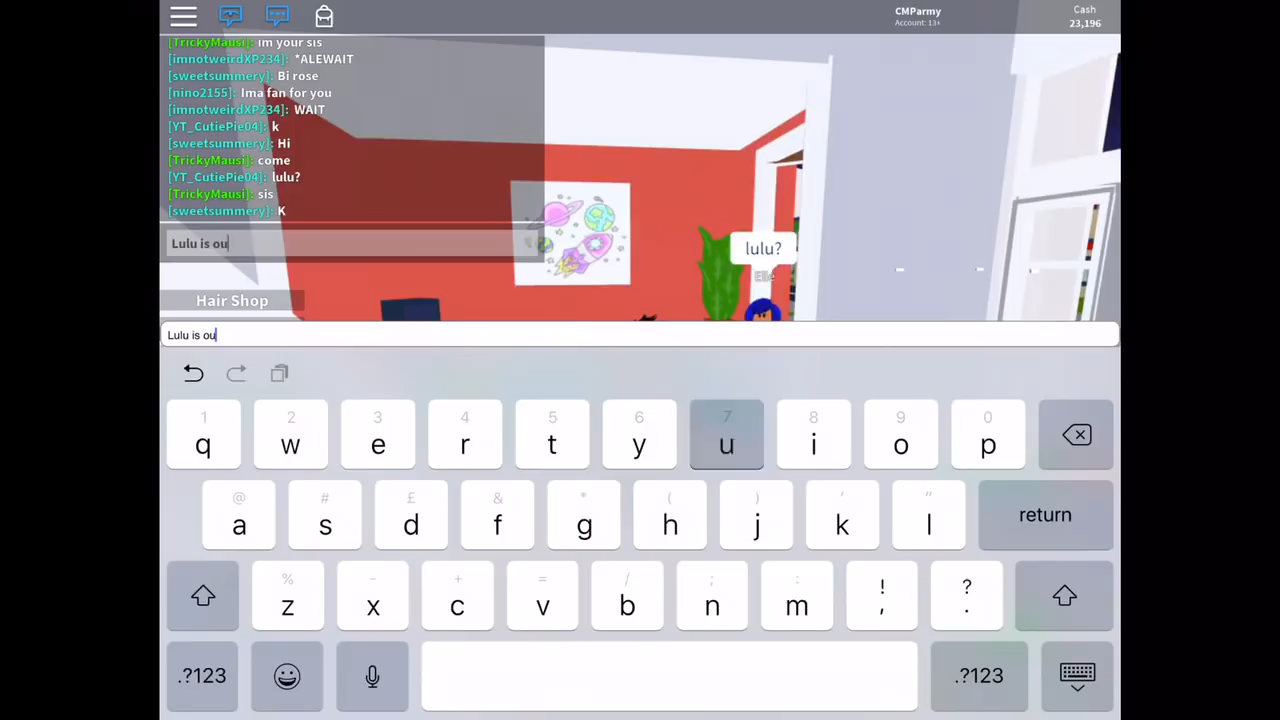 CMParmy
Account: 13+
Cash
23,196
[TrickyMausi]: im your sis
[imnotweirdXP234]: *ALEWAIT
[sweetsummery]: Bi rose
[nino2155]: Ima fan for you
[imnotweirdXP234]: WAIT
[YT_CutiePie04]: k
[sweetsummery]: Hi
[TrickyMausi]: come
[YT_CutiePie04]: lulu?
[TrickyMausi]: sis
[sweetsummery]: K
Lulu is ou
lulu?
Elle
Hair Shop
Lulu is ou
1 2 3 4 5 6 7 8 9 0
q w e r t y u i o p
@ # £ & * ( ) ' "
a s d f g h j k l return
% - + = / ; : ! ?
z x c v b n m , .
.?123 .?123